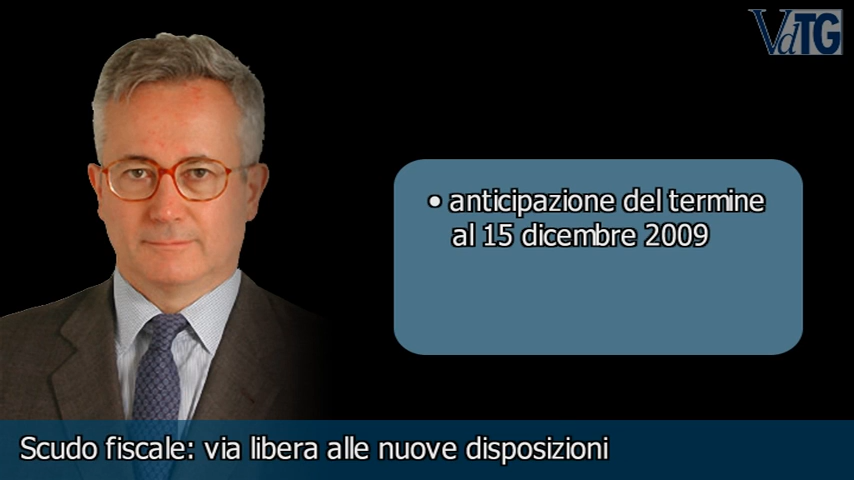 VdTG
• anticipazione del termine
al 15 dicembre 2009
Scudo fiscale: via libera alle nuove disposizioni